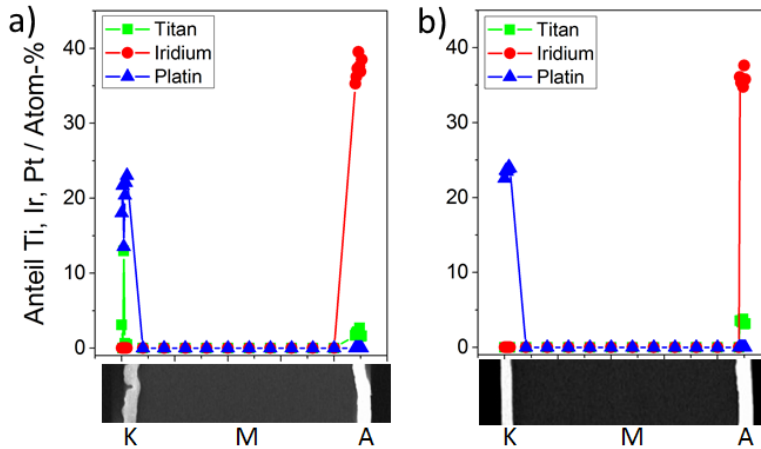 a)
Titan
Iridium
Platin
Anteil Ti, Ir, Pt / Atom-%
40
30
20
10
0
K M A
b)
Titan
Iridium
Platin
40
30
20
10
0
K M A